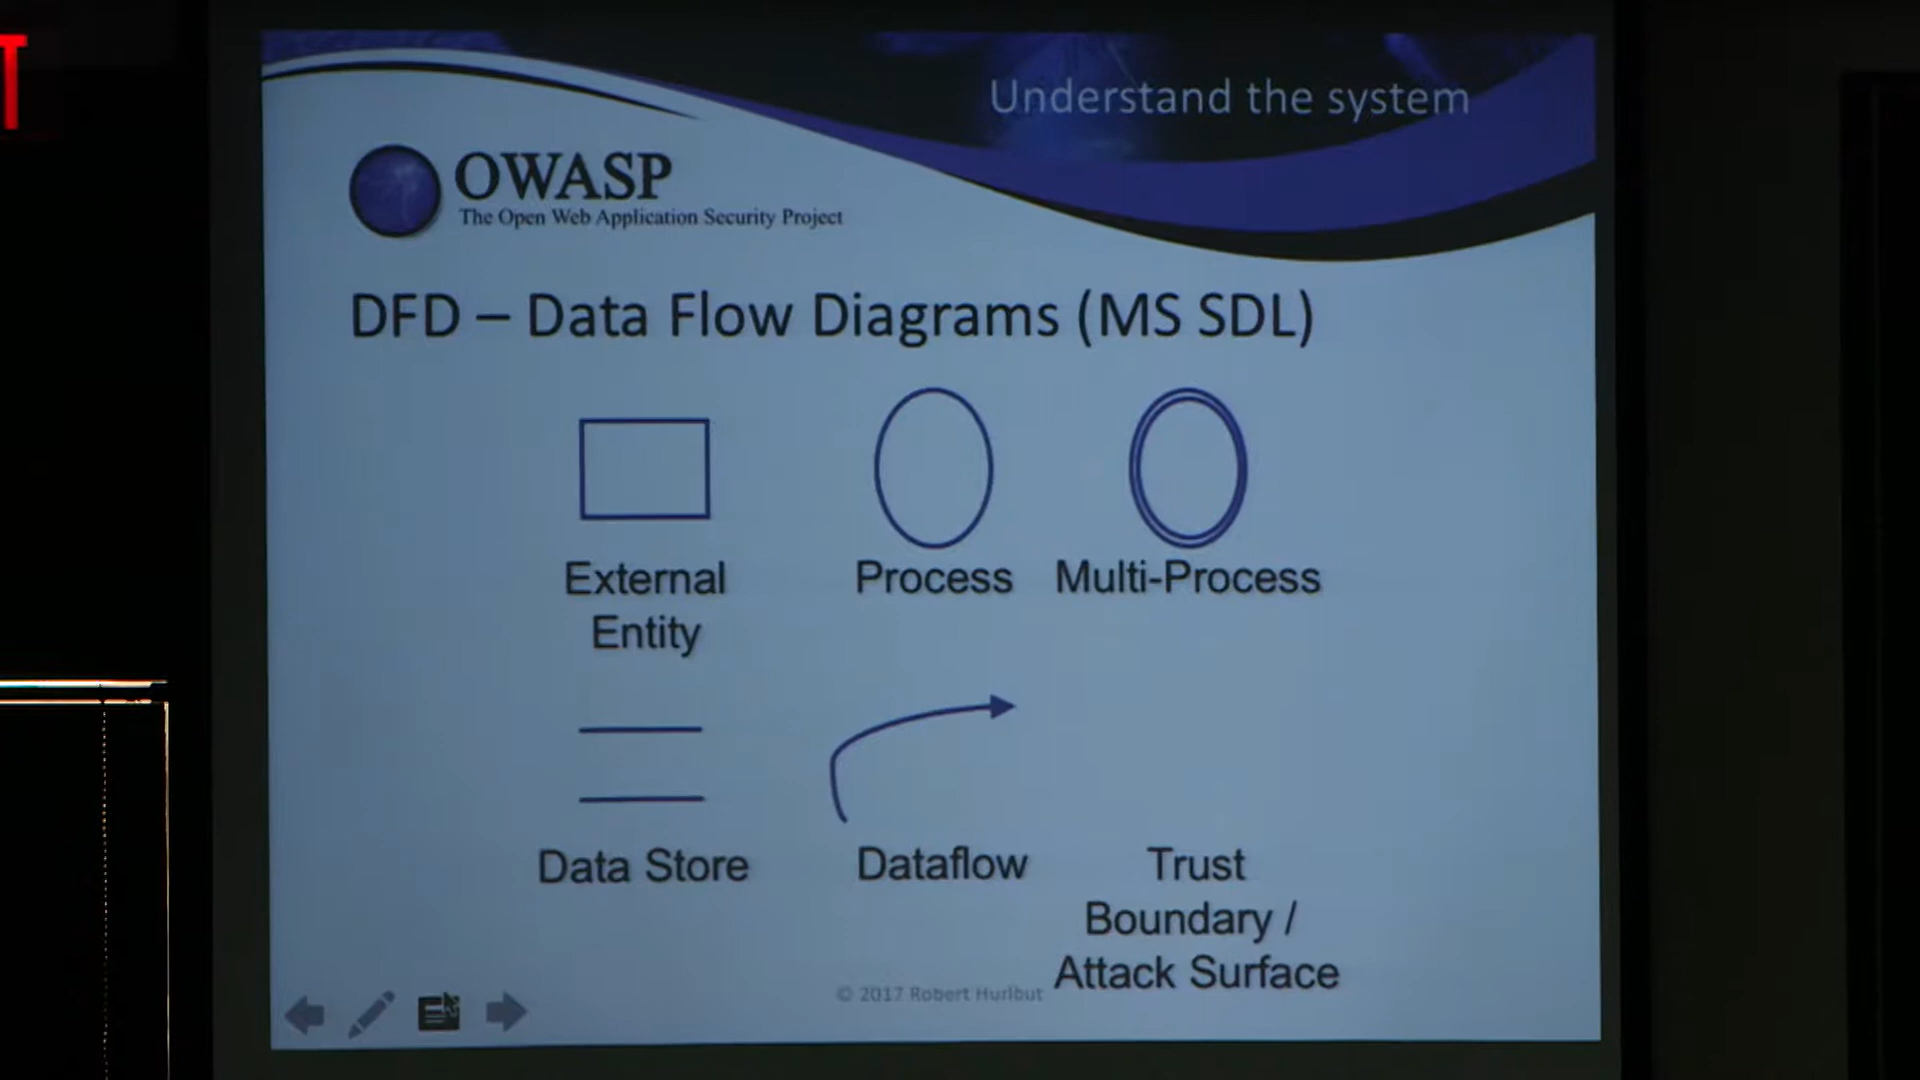 T
Understand the system
OWASP
The Open Web Application Security Project
DFD – Data Flow Diagrams (MS SDL)
External
Entity
Process
Multi-Process
Data Store
Dataflow
Trust
Boundary /
Attack Surface
© 2017 Robert Hurlbut